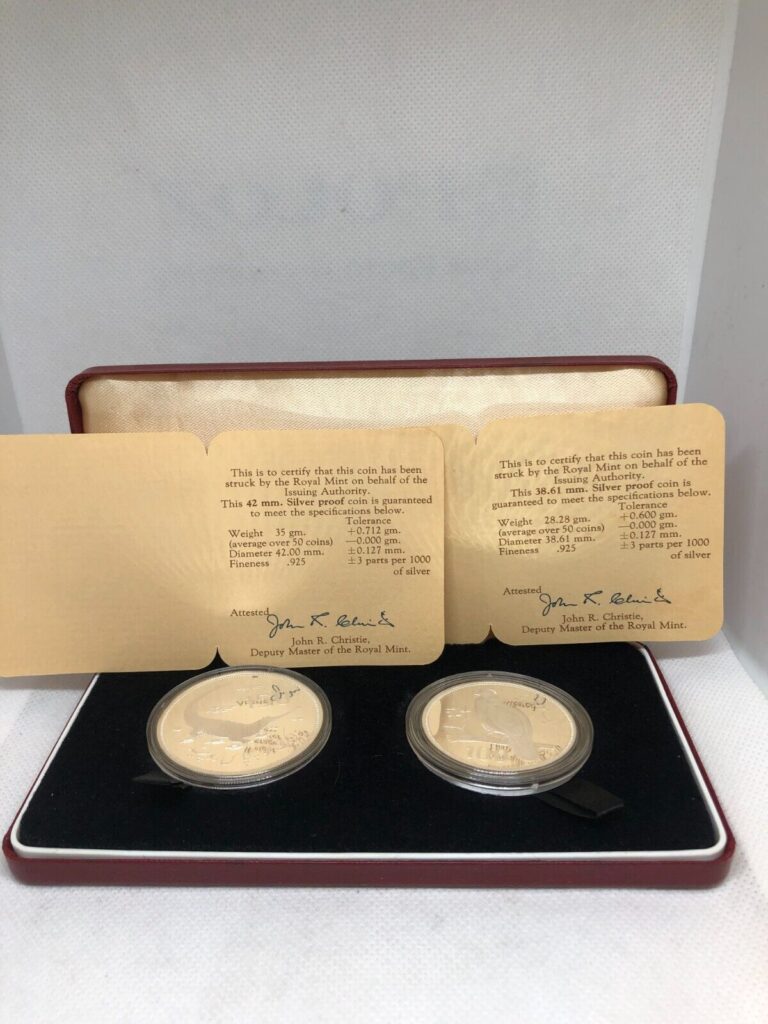 This is to certify that this coin has been
struck by the Royal Mint on behalf of the
Issuing Authority.
This 42 mm. Silver proof coin is guaranteed
to meet the specifications below.
Tolerance
Weight 35 gm. +0.712 gm.
(average over 50 coins) —0.000 gm.
Diameter 42.00 mm. ±0.127 mm.
Fineness .925 ±3 parts per 1000
of silver
Attested
John R. Christie,
Deputy Master of the Royal Mint.
This is to certify that this coin has been
struck by the Royal Mint on behalf of the
Issuing Authority.
This 38.61 mm. Silver proof coin is
guaranteed to meet the specifications below.
Tolerance
Weight 28.28 gm. +0.600 gm.
(average over 50 coins) —0.000 gm.
Diameter 38.61 mm. ±0.127 mm.
Fineness .925 ±3 parts per 1000
of silver
Attested
John R. Christie,
Deputy Master of the Royal Mint.